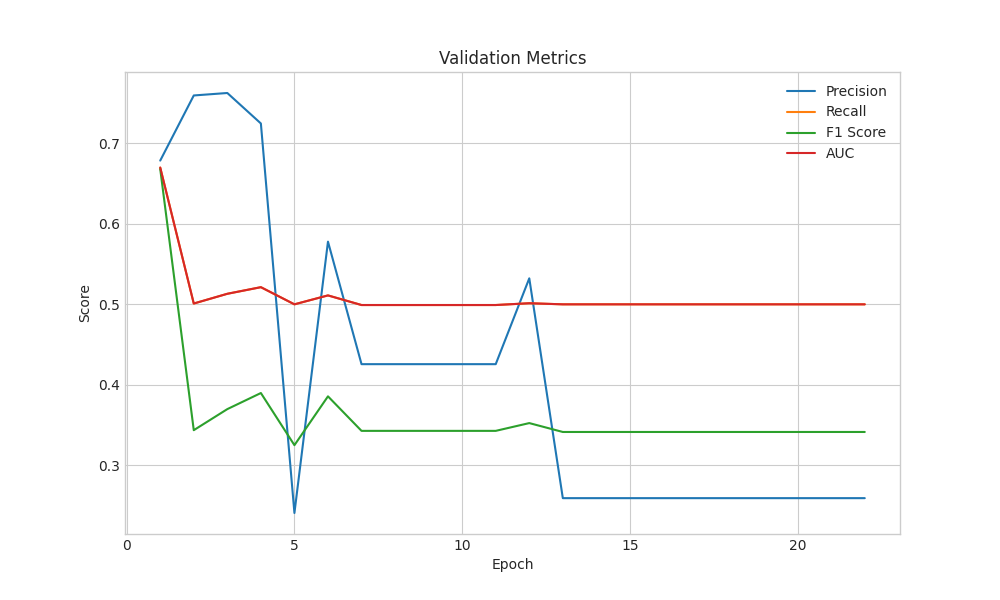 Validation Metrics
Precision
Recall
F1 Score
AUC
0.7
0.6
0.5
0.4
0.3
Score
0
5
10
15
20
Epoch